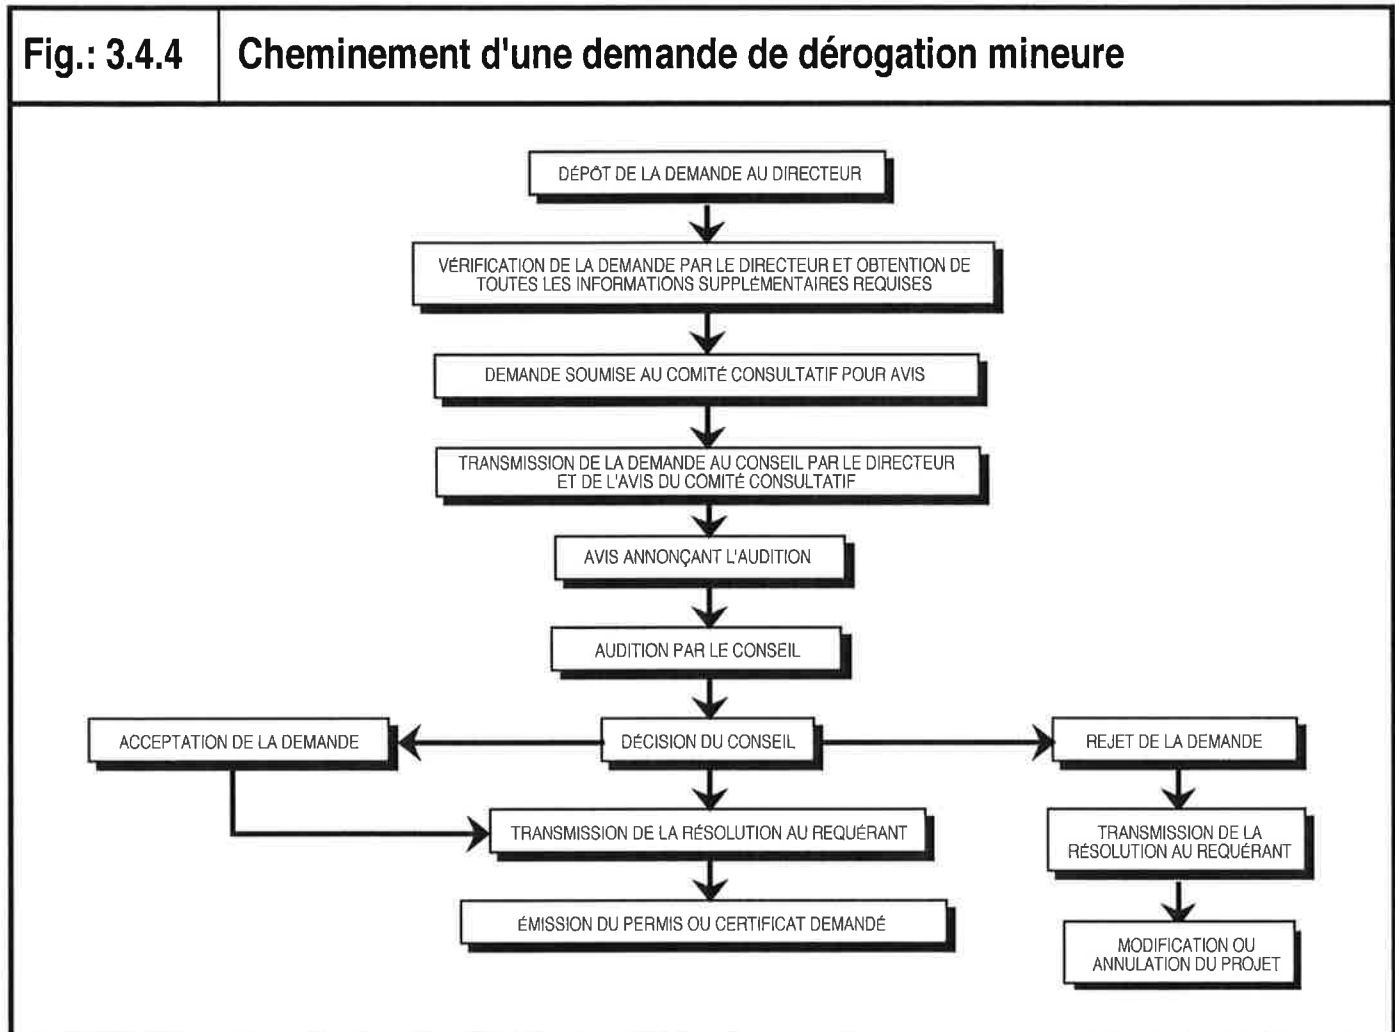 Fig.: 3.4.4
Cheminement d'une demande de dérogation mineure
DÉPÔT DE LA DEMANDE AU DIRECTEUR
VÉRIFICATION DE LA DEMANDE PAR LE DIRECTEUR ET OBTENTION DE
TOUTES LES INFORMATIONS SUPPLÉMENTAIRES REQUISES
DEMANDE SOUMISE AU COMITÉ CONSULTATIF POUR AVIS
TRANSMISSION DE LA DEMANDE AU CONSEIL PAR LE DIRECTEUR
ET DE L'AVIS DU COMITÉ CONSULTATIF
AVIS ANNONÇANT L'AUDITION
AUDITION PAR LE CONSEIL
ACCEPTATION DE LA DEMANDE
DÉCISION DU CONSEIL
REJET DE LA DEMANDE
TRANSMISSION DE LA RÉSOLUTION AU REQUÉRANT
TRANSMISSION DE LA
RÉSOLUTION AU REQUÉRANT
ÉMISSION DU PERMIS OU CERTIFICAT DEMANDÉ
MODIFICATION OU
ANNULATION DU PROJET